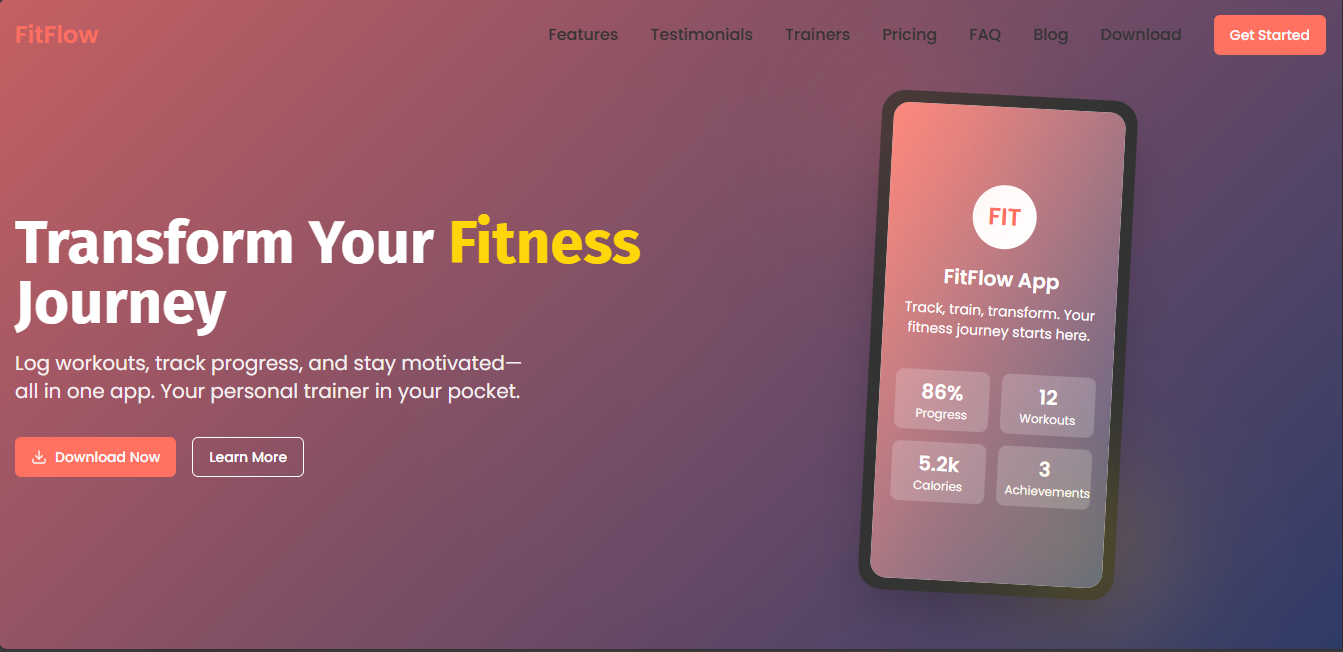 FitFlow
Features Testimonials Trainers Pricing FAQ Blog Download Get Started
Transform Your Fitness
Journey
Log workouts, track progress, and stay motivated—
all in one app. Your personal trainer in your pocket.
Download Now
Learn More
FIT
FitFlow App
Track, train, transform. Your
fitness journey starts here.
86%
Progress
12
Workouts
5.2k
Calories
3
Achievements